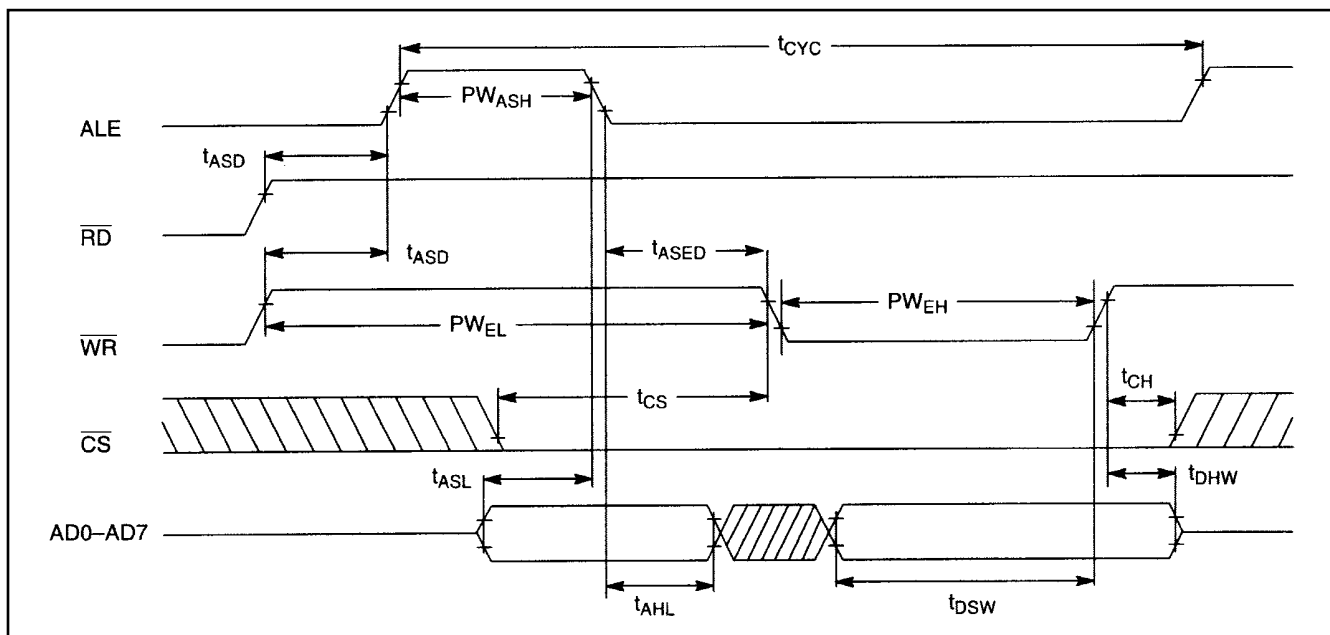 tCYC
PWASH
ALE
tASD
RD
tASD
tASED
PWEH
PWEL
WR
tCH
tCS
CS
tASL
tDHW
AD0–AD7
tAHL
tDSW